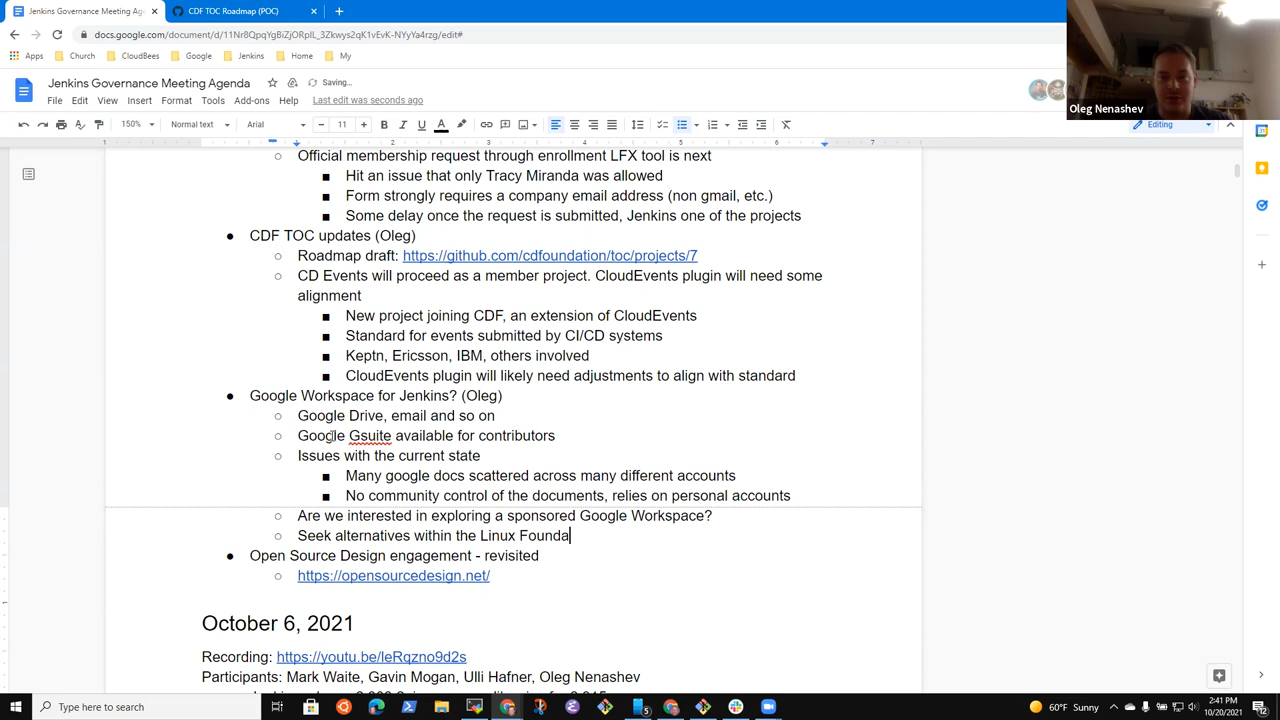 Jenkins Governance Meeting Age
CDF TOC Roadmap (POC)
docs.google.com/document/d/11Nr8QpqYgBiZjORplL_3Zkwys2qK1vEvK-NYyYa4rzg/edit#
Apps Church CloudBees Google Jenkins Home My
Jenkins Governance Meeting Agenda
Saving...
File Edit View Insert Format Tools Add-ons Help Last edit was seconds ago
Oleg Nenashev
150% Normal text Arial 11 Editing
1 1 2 3 4 5 6 7
Official membership request through enrollment LFX tool is next
Hit an issue that only Tracy Miranda was allowed
Form strongly requires a company email address (non gmail, etc.)
Some delay once the request is submitted, Jenkins one of the projects
CDF TOC updates (Oleg)
Roadmap draft: https://github.com/cdfoundation/toc/projects/7
CD Events will proceed as a member project. CloudEvents plugin will need some
alignment
New project joining CDF, an extension of CloudEvents
Standard for events submitted by CI/CD systems
Keptn, Ericsson, IBM, others involved
CloudEvents plugin will likely need adjustments to align with standard
Google Workspace for Jenkins? (Oleg)
Google Drive, email and so on
Google Gsuite available for contributors
Issues with the current state
Many google docs scattered across many different accounts
No community control of the documents, relies on personal accounts
Are we interested in exploring a sponsored Google Workspace?
Seek alternatives within the Linux Founda
Open Source Design engagement - revisited
https://opensourcedesign.net/
October 6, 2021
Recording: https://youtu.be/leRqzno9d2s
Participants: Mark Waite, Gavin Mogan, Ulli Hafner, Oleg Nenashev
Type here to search
5
60°F Sunny
2:41 PM
10/20/2021
12